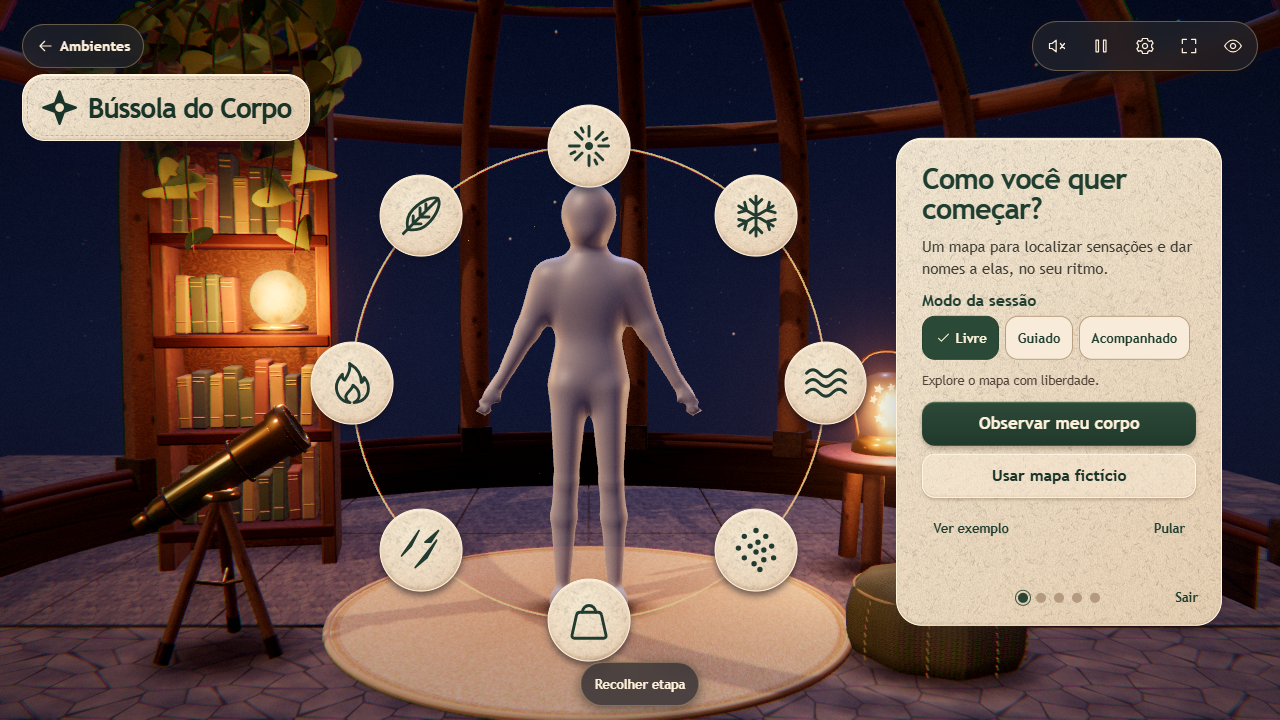 Ambientes
Bússola do Corpo
Como você quer
começar?
Um mapa para localizar sensações e dar
nomes a elas, no seu ritmo.
Modo da sessão
Livre
Guiado
Acompanhado
Explore o mapa com liberdade.
Observar meu corpo
Usar mapa fictício
Ver exemplo
Pular
Sair
Recolher etapa